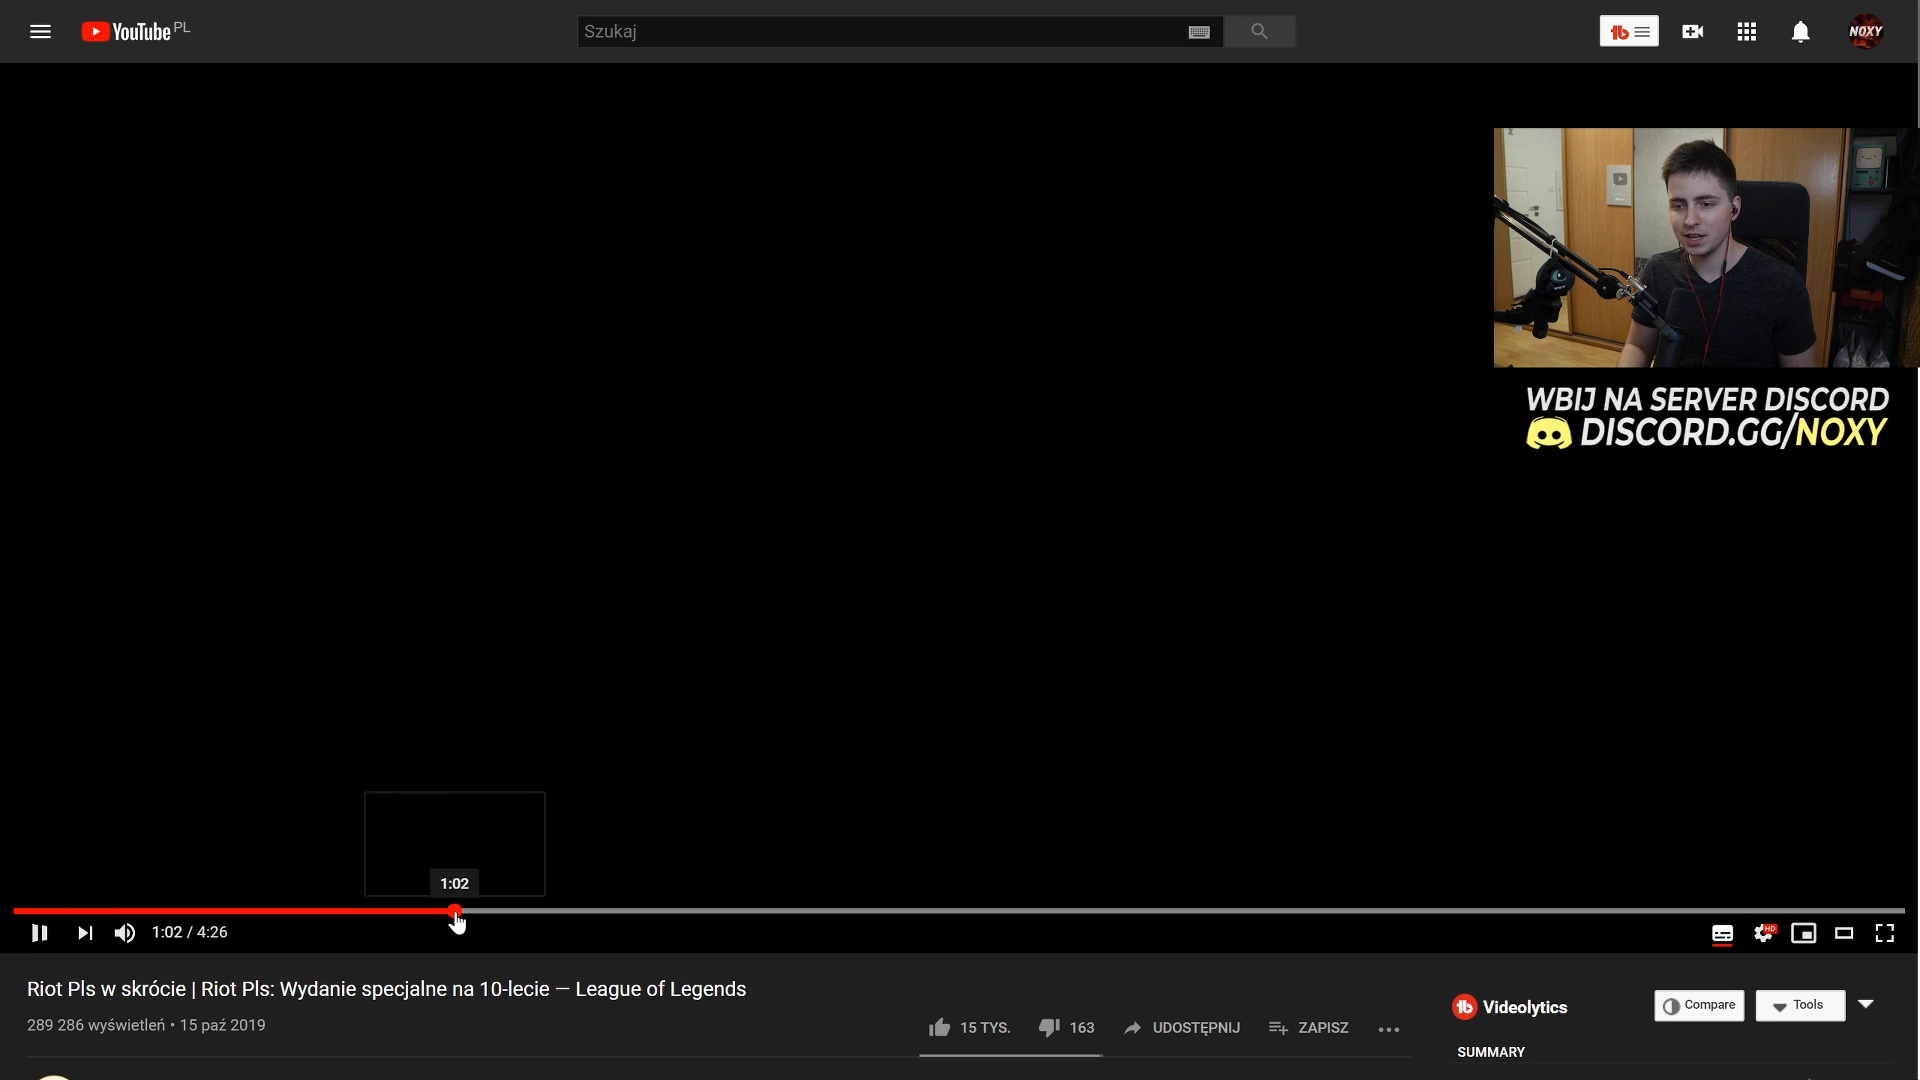 YouTube PL
Szukaj
NOXY
WBIJ NA SERVER DISCORD
DISCORD.GG/NOXY
1:02
1:02 / 4:26
HD
Riot Pls w skrócie | Riot Pls: Wydanie specjalne na 10-lecie — League of Legends
289 286 wyświetleń • 15 paź 2019
15 TYS.
163
UDOSTĘPNIJ
ZAPISZ
Videolytics
Compare
Tools
SUMMARY